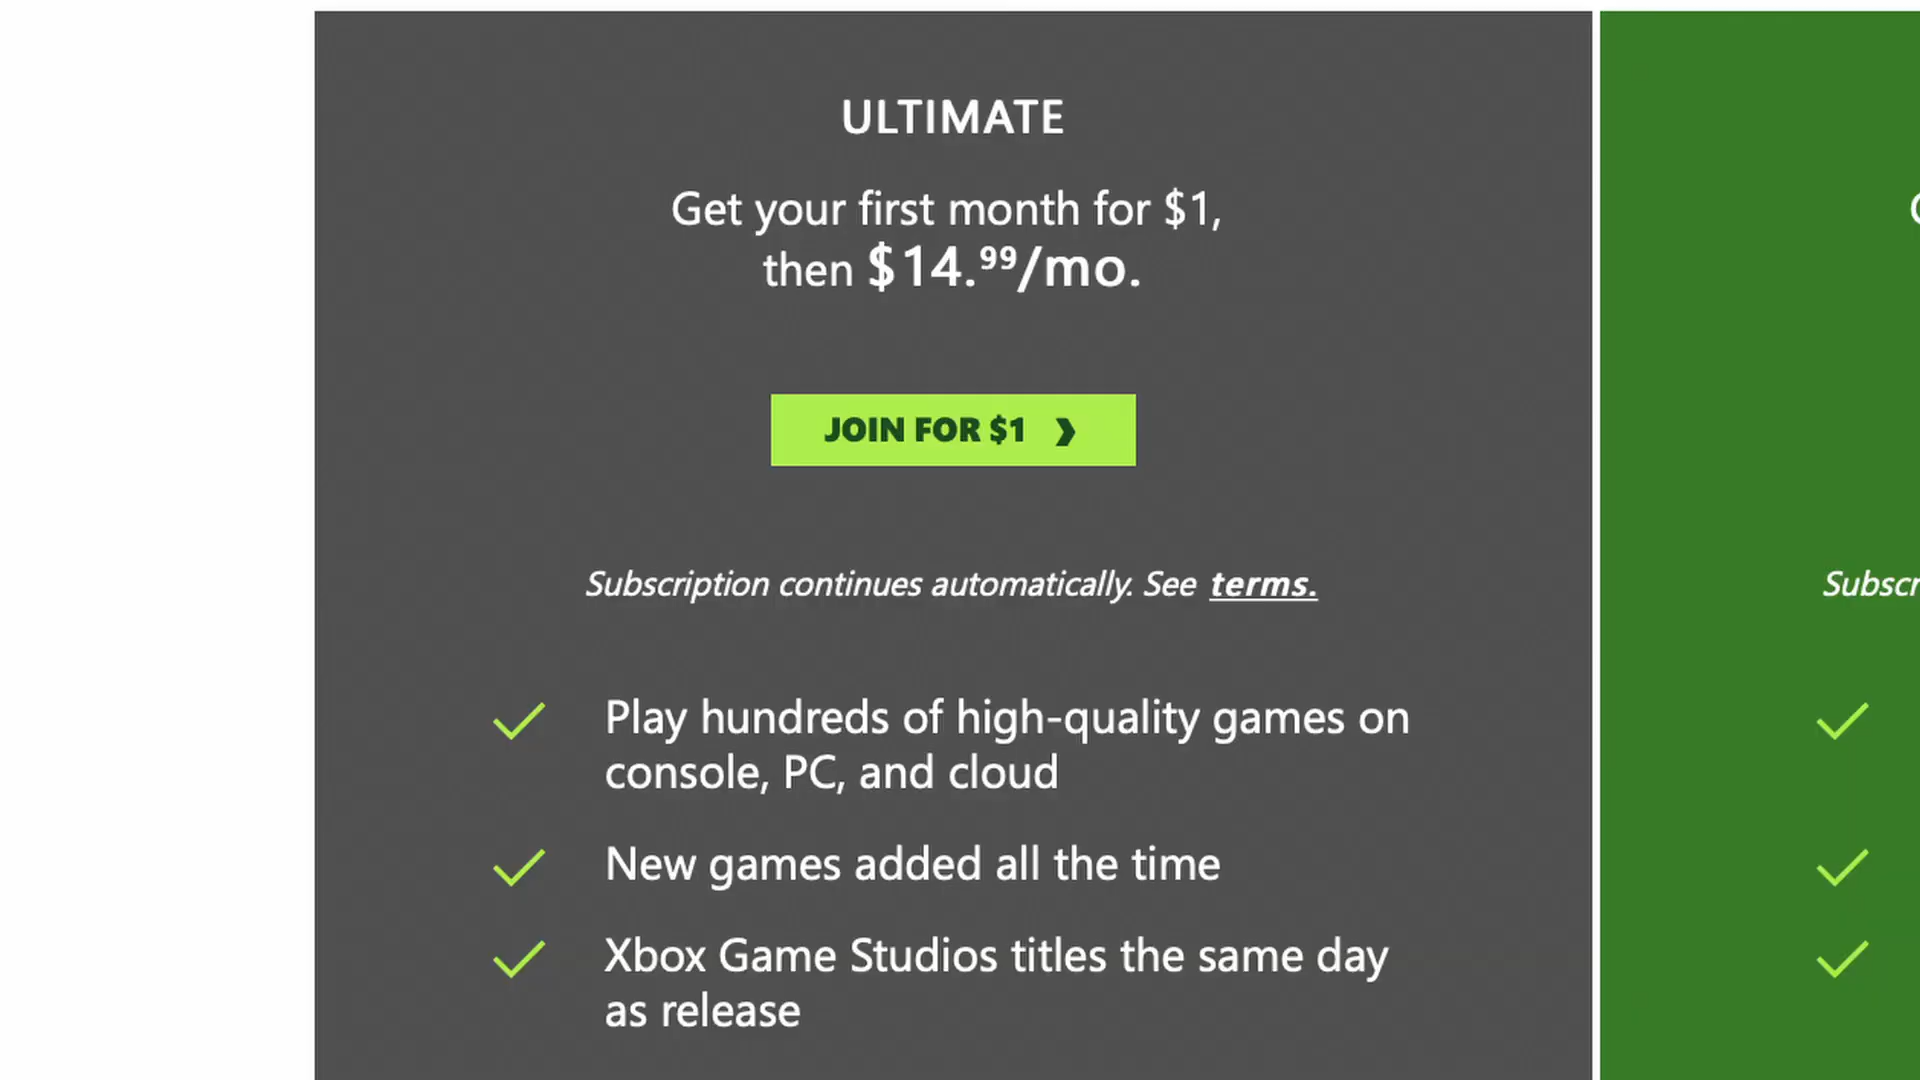 ULTIMATE
Get your first month for $1,
then $14.99/mo.
JOIN FOR $1 ❯
Subscription continues automatically. See terms.
Subscr
Play hundreds of high-quality games on
console, PC, and cloud
New games added all the time
Xbox Game Studios titles the same day
as release